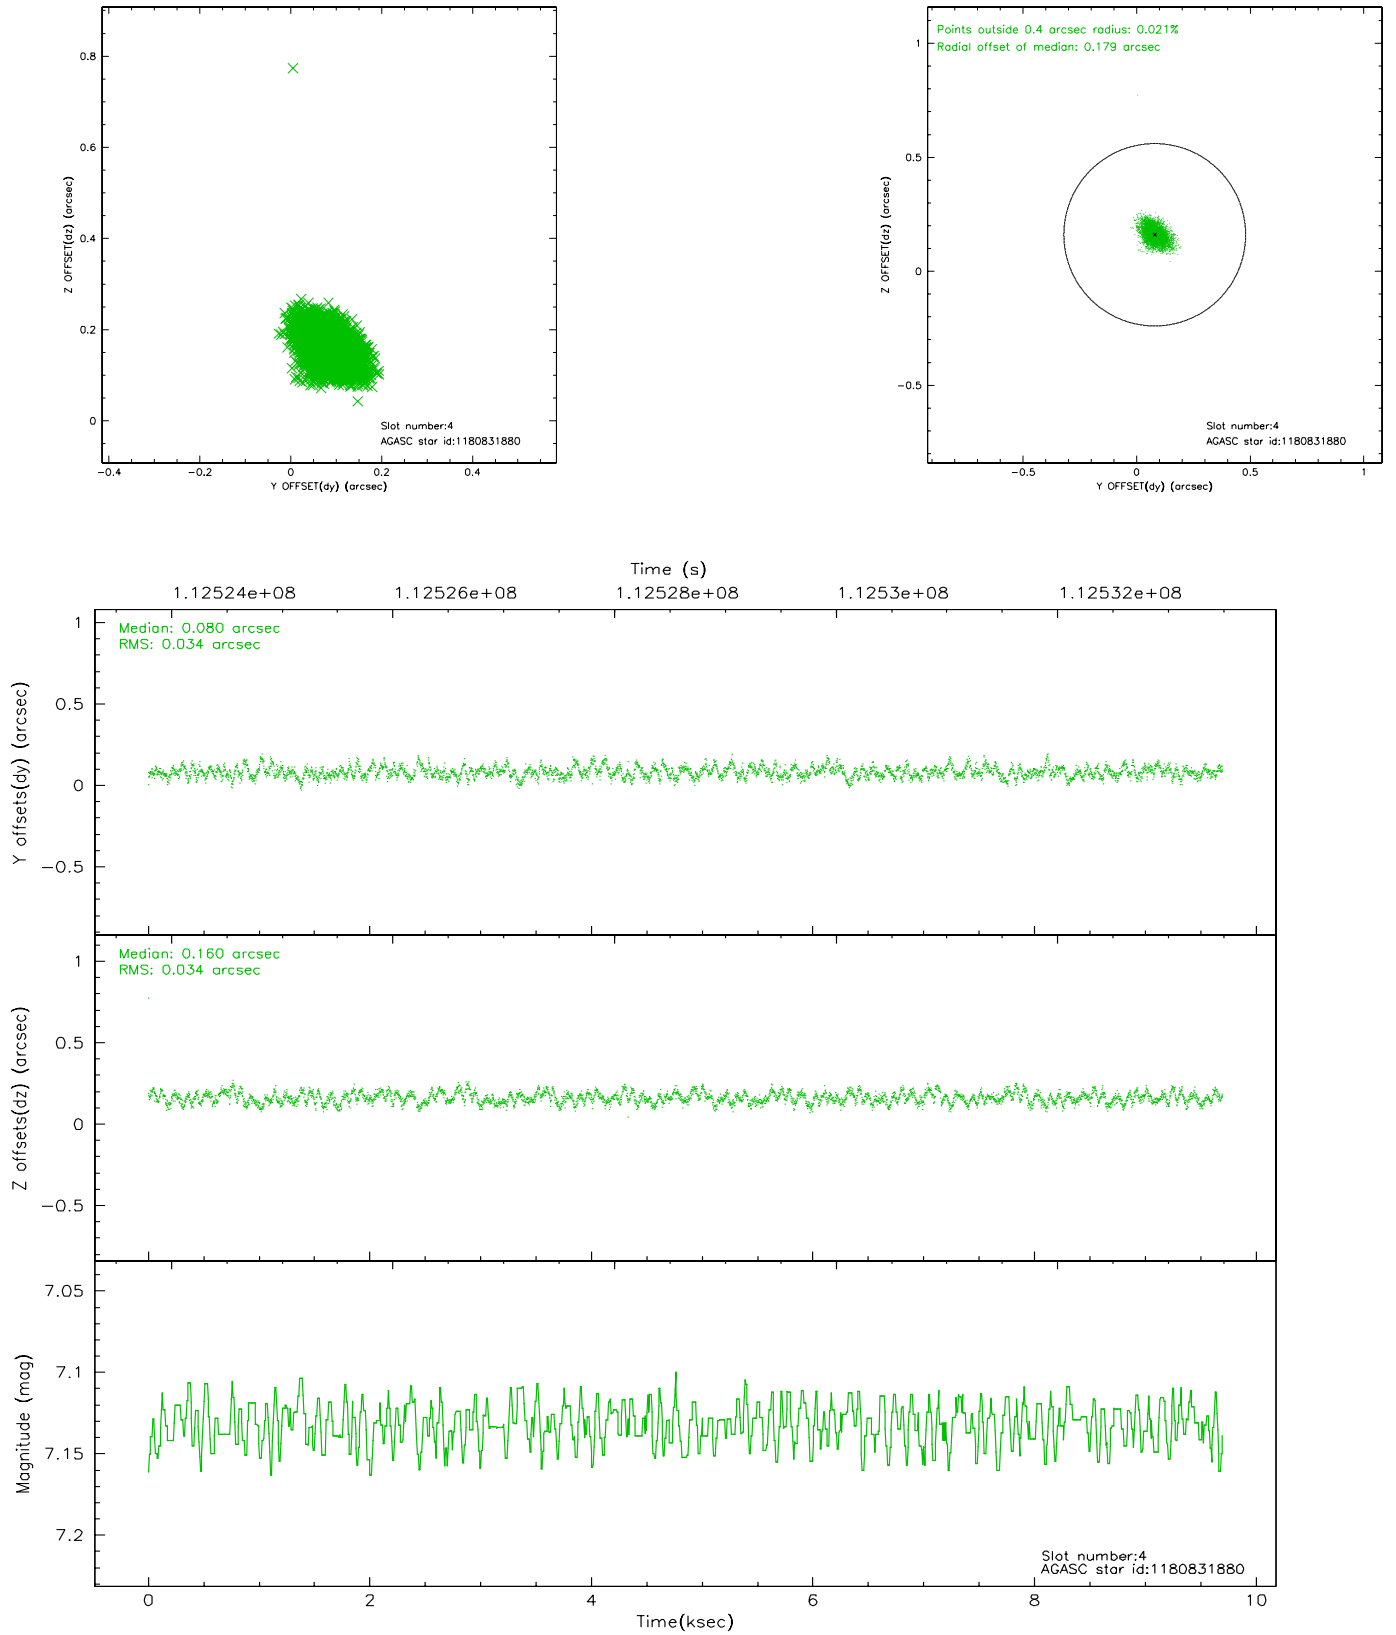 0.8
0.6
0.4
0.2
0
Z OFFSET(dz) (arcsec)
Slot number:4
AGASC star id:1180831880
−0.4 −0.2 0 0.2 0.4
Y OFFSET(dy) (arcsec)
Points outside 0.4 arcsec radius: 0.021%
Radial offset of median: 0.179 arcsec
1
0.5
0
−0.5
Z OFFSET(dz) (arcsec)
Slot number:4
AGASC star id:1180831880
−0.5 0 0.5 1
Y OFFSET(dy) (arcsec)
Time (s)
1.12524e+08 1.12526e+08 1.12528e+08 1.1253e+08 1.12532e+08
Median: 0.080 arcsec
RMS: 0.034 arcsec
1
0.5
0
−0.5
Y offsets(dy) (arcsec)
Median: 0.160 arcsec
RMS: 0.034 arcsec
1
0.5
0
−0.5
Z offsets(dz) (arcsec)
7.05
7.1
7.15
7.2
Magnitude (mag)
Slot number:4
AGASC star id:1180831880
0 2 4 6 8 10
Time(ksec)